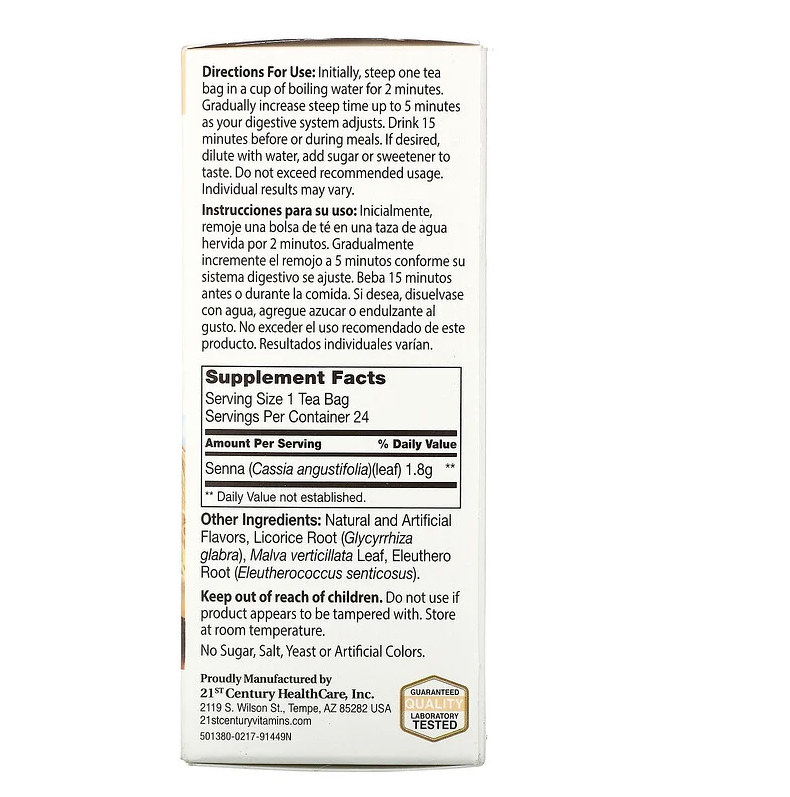 Directions For Use: Initially, steep one tea
bag in a cup of boiling water for 2 minutes.
Gradually increase steep time up to 5 minutes
as your digestive system adjusts. Drink 15
minutes before or during meals. If desired,
dilute with water, add sugar or sweetener to
taste. Do not exceed recommended usage.
Individual results may vary.
Instrucciones para su uso: Inicialmente,
remoje una bolsa de té en una taza de agua
hervida por 2 minutos. Gradualmente
incremente el remojo a 5 minutos conforme su
sistema digestivo se ajuste. Beba 15 minutos
antes o durante la comida. Si desea, disuelvase
con agua, agregue azucar o endulzante al
gusto. No exceder el uso recomendado de este
producto. Resultados individuales varían.
Supplement Facts
Serving Size 1 Tea Bag
Servings Per Container 24
Amount Per Serving % Daily Value
Senna (Cassia angustifolia)(leaf) 1.8g **
** Daily Value not established.
Other Ingredients: Natural and Artificial
Flavors, Licorice Root (Glycyrrhiza
glabra), Malva verticillata Leaf, Eleuthero
Root (Eleutherococcus senticosus).
Keep out of reach of children. Do not use if
product appears to be tampered with. Store
at room temperature.
No Sugar, Salt, Yeast or Artificial Colors.
Proudly Manufactured by
21ST Century HealthCare, Inc.
2119 S. Wilson St., Tempe, AZ 85282 USA
21stcenturyvitamins.com
501380-0217-91449N
GUARANTEED
QUALITY
LABORATORY
TESTED